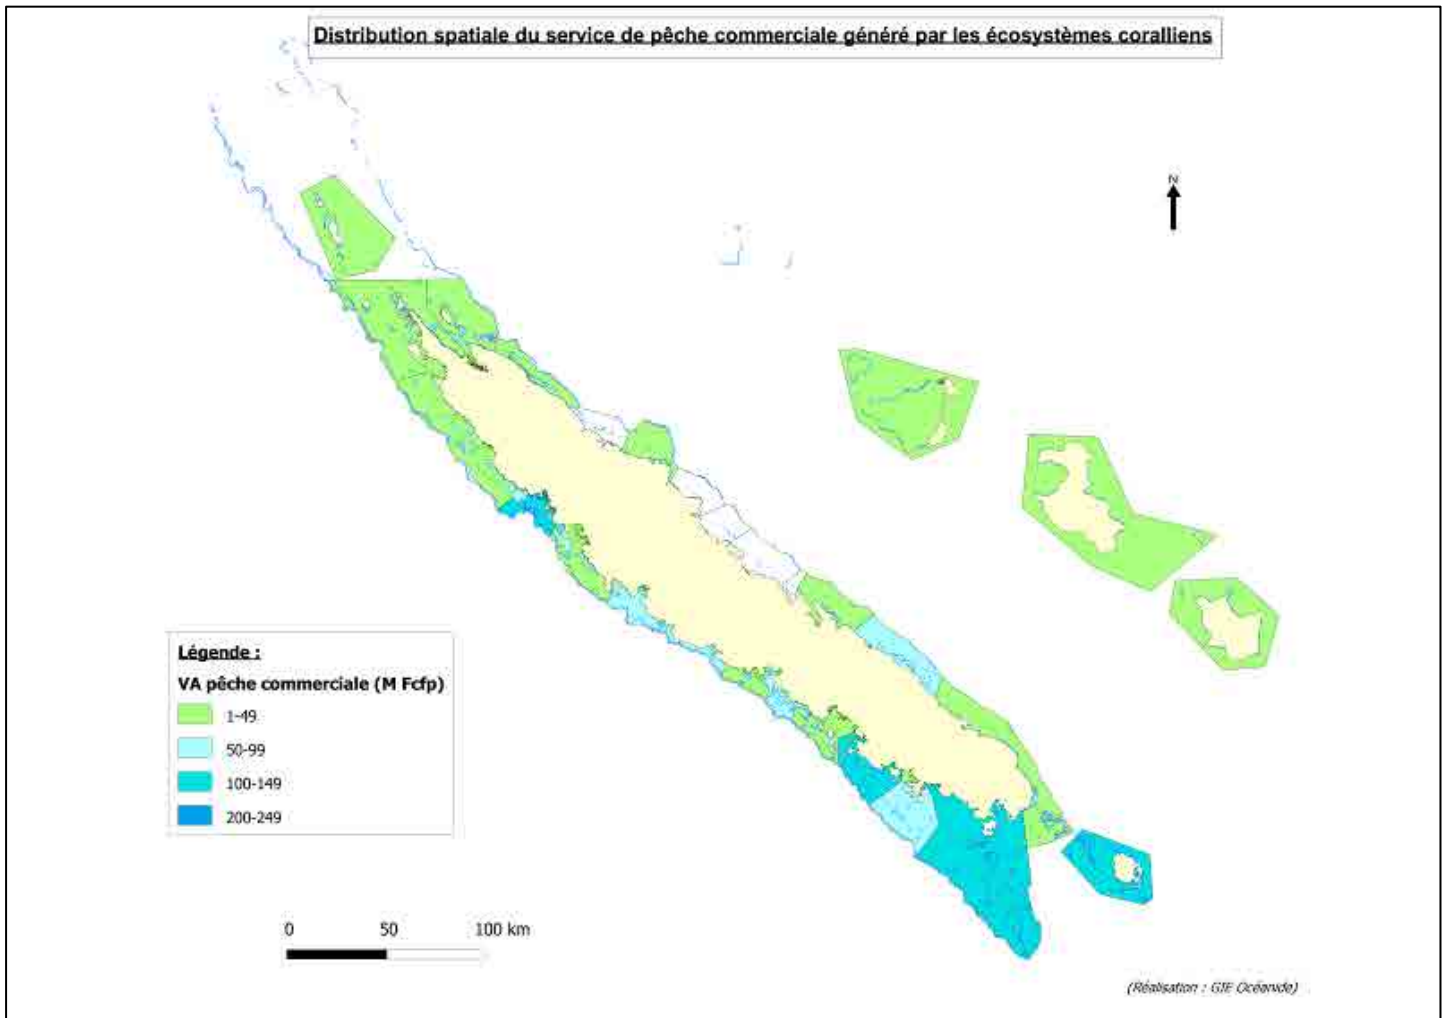 Distribution spatiale du service de pêche commerciale généré par les écosystèmes coralliens
N
Légende :
VA pêche commerciale (M Fcfp)
1-49
50-99
100-149
200-249
0 50 100 km
(Réalisation : GIE Océanide)